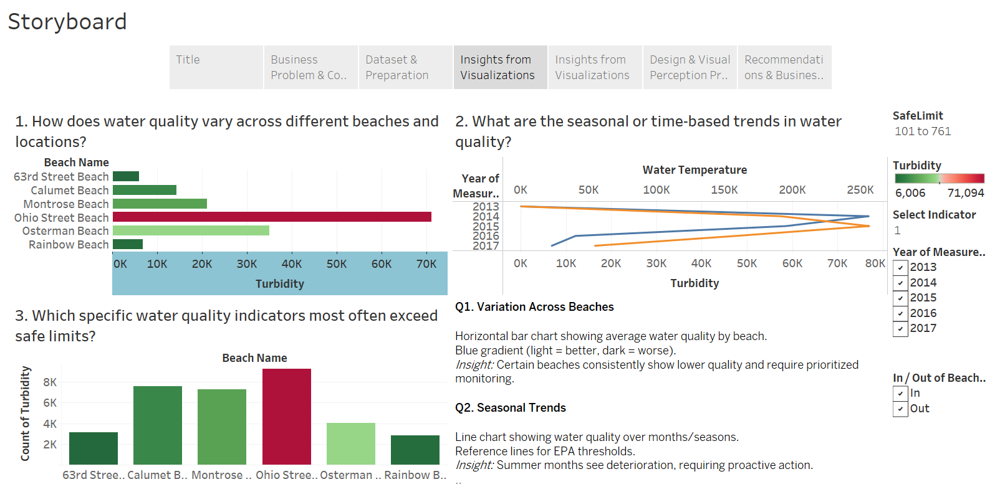 Storyboard
Title
Business
Problem & Co..
Dataset &
Preparation
Insights from
Visualizations
Insights from
Visualizations
Design & Visual
Perception Pr..
Recommendati
ons & Busines..
1. How does water quality vary across different beaches and
locations?
Beach Name
63rd Street Beach
Calumet Beach
Montrose Beach
Ohio Street Beach
Osterman Beach
Rainbow Beach
0K 10K 20K 30K 40K 50K 60K 70K
Turbidity
2. What are the seasonal or time-based trends in water
quality?
Water Temperature
Year of
Measur..
0K 50K 100K 150K 200K 250K
2013
2014
2015
2016
2017
0K 10K 20K 30K 40K 50K 60K 70K 80K
Turbidity
3. Which specific water quality indicators most often exceed
safe limits?
Beach Name
Count of Turbidity
8K
6K
4K
2K
63rd Stree.. Calumet B.. Montrose .. Ohio Stree.. Osterman .. Rainbow B..
Q1. Variation Across Beaches
Horizontal bar chart showing average water quality by beach.
Blue gradient (light = better, dark = worse).
Insight: Certain beaches consistently show lower quality and require prioritized
monitoring.
Q2. Seasonal Trends
Line chart showing water quality over months/seasons.
Reference lines for EPA thresholds.
Insight: Summer months see deterioration, requiring proactive action.
..
SafeLimit
101 to 761
Turbidity
6,006 71,094
Select Indicator
1
Year of Measure..
2013
2014
2015
2016
2017
In / Out of Beach..
In
Out